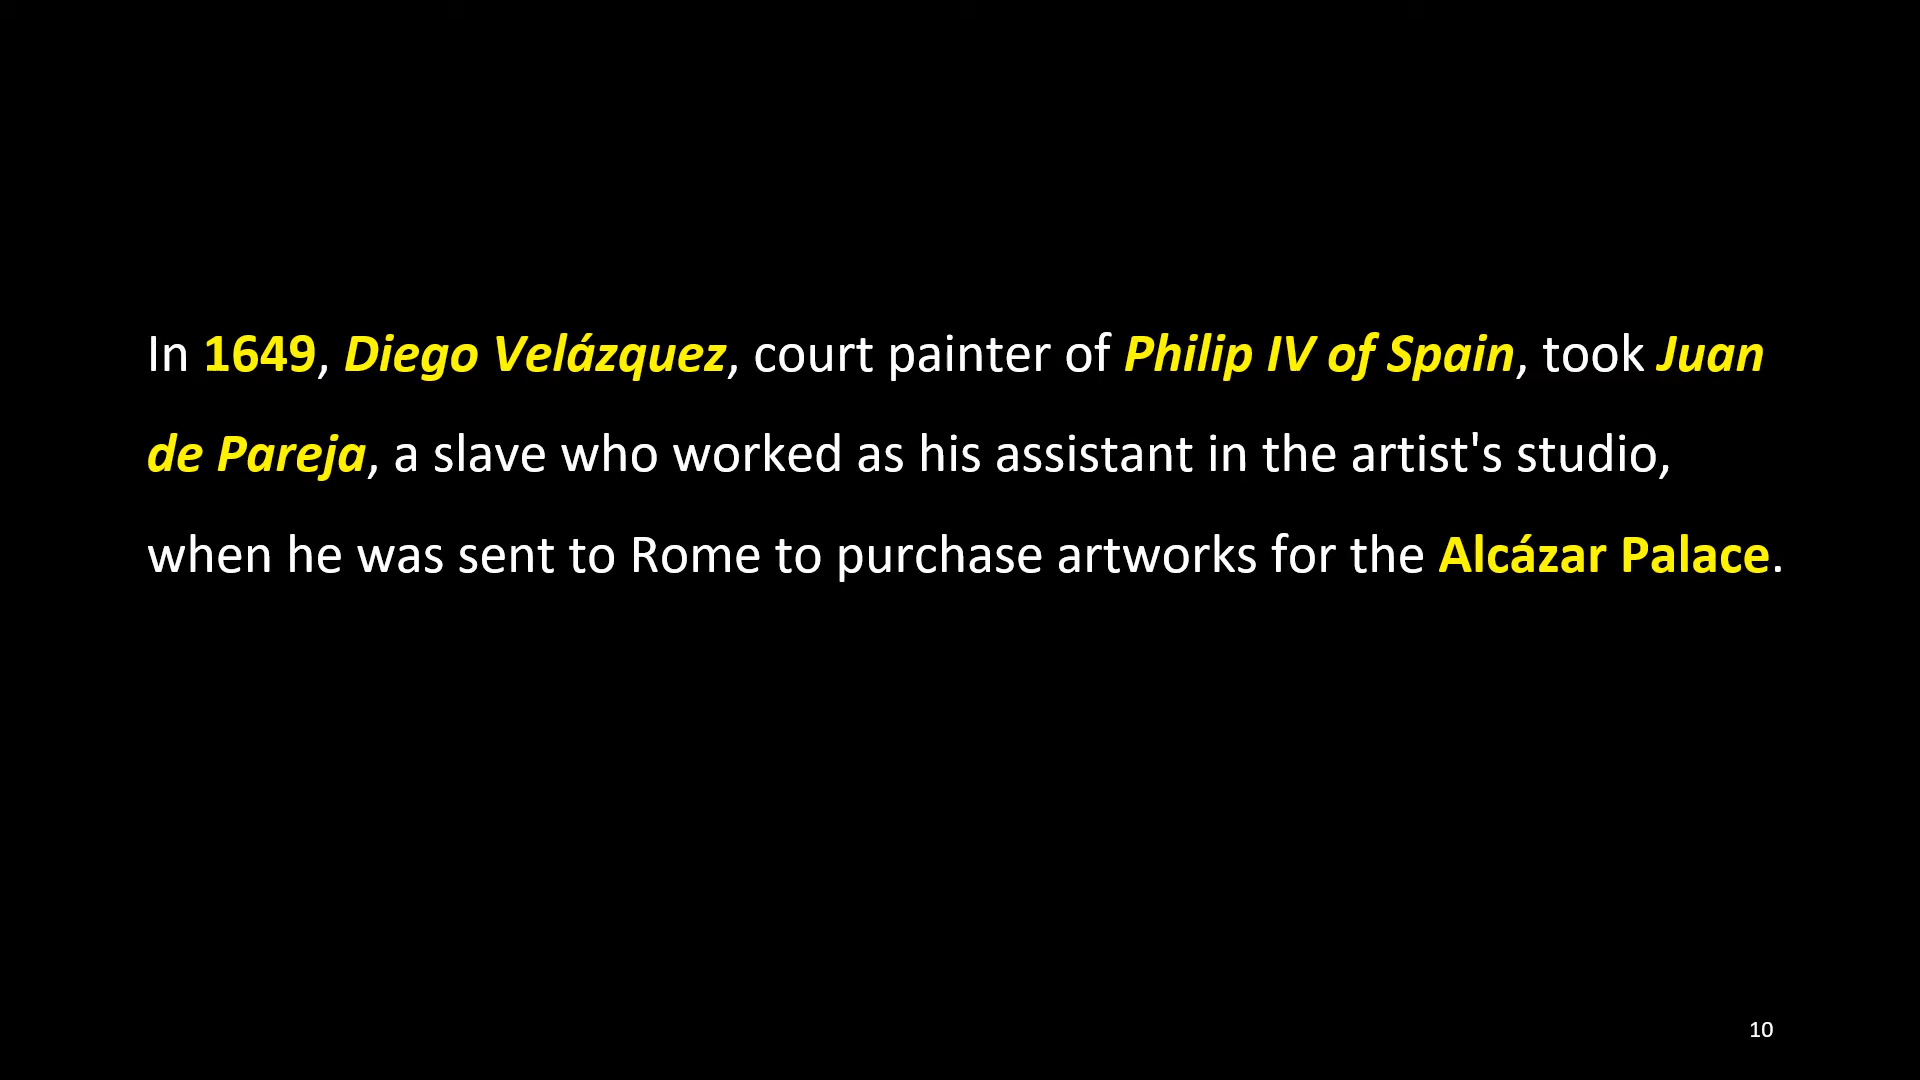 In 1649, Diego Velázquez, court painter of Philip IV of Spain, took Juan
de Pareja, a slave who worked as his assistant in the artist's studio,
when he was sent to Rome to purchase artworks for the Alcázar Palace.
10